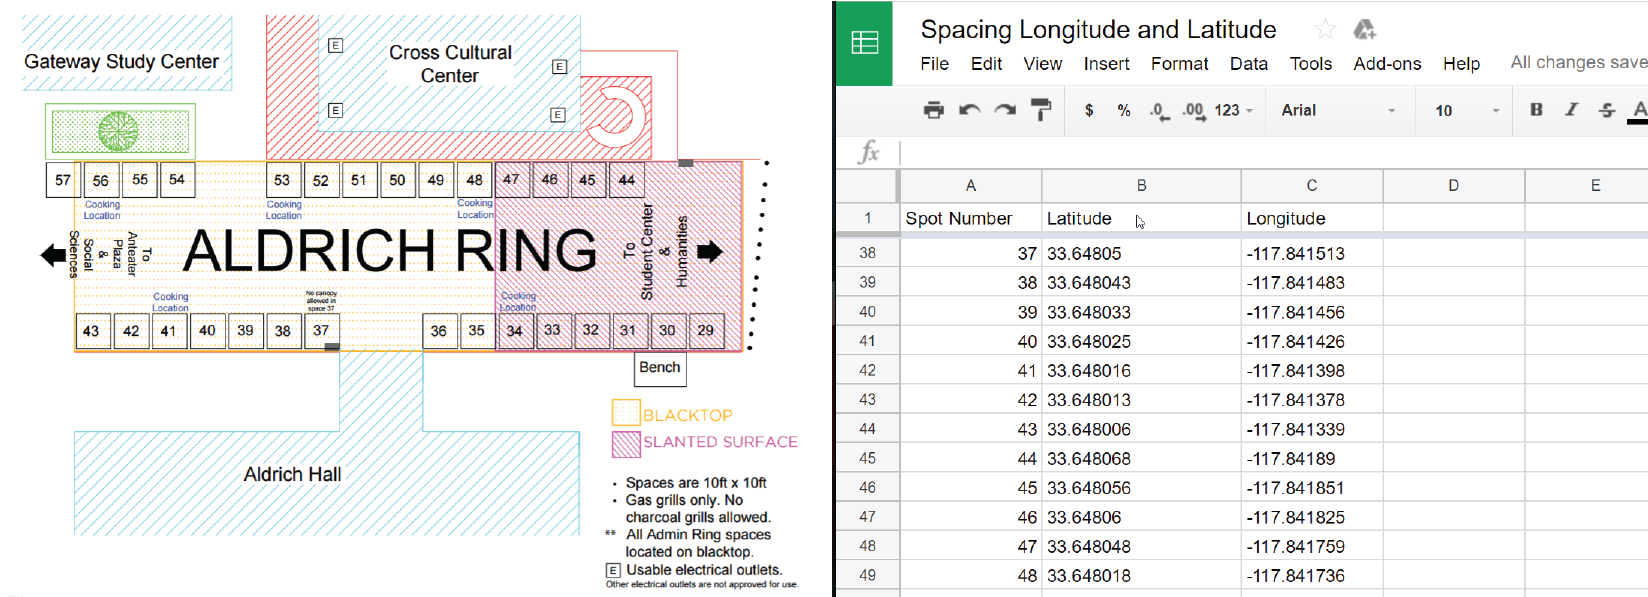 Gateway Study Center
Cross Cultural
Center
E
E
E
E
57 56 55 54 53 52 51 50 49 48 47 46 45 44
Cooking
Location
Cooking
Location
Cooking
Location
ALDRICH RING
To
Anteater
Plaza
&
Social
Sciences
To
Student Center
&
Humanities
Cooking
Location
No canopy
allowed in
space 37
Cooking
Location
43 42 41 40 39 38 37 36 35 34 33 32 31 30 29
Bench
BLACKTOP
SLANTED SURFACE
Aldrich Hall
· Spaces are 10ft x 10ft
· Gas grills only. No
charcoal grills allowed.
** All Admin Ring spaces
located on blacktop.
E Usable electrical outlets.
Other electrical outlets are not approved for use.
Spacing Longitude and Latitude
File Edit View Insert Format Data Tools Add-ons Help All changes save
$ % .0 .00 123 Arial 10 B I S A
fx
A B C D E
1 Spot Number Latitude Longitude
38 37 33.64805 -117.841513
39 38 33.648043 -117.841483
40 39 33.648033 -117.841456
41 40 33.648025 -117.841426
42 41 33.648016 -117.841398
43 42 33.648013 -117.841378
44 43 33.648006 -117.841339
45 44 33.648068 -117.84189
46 45 33.648056 -117.841851
47 46 33.64806 -117.841825
48 47 33.648048 -117.841759
49 48 33.648018 -117.841736